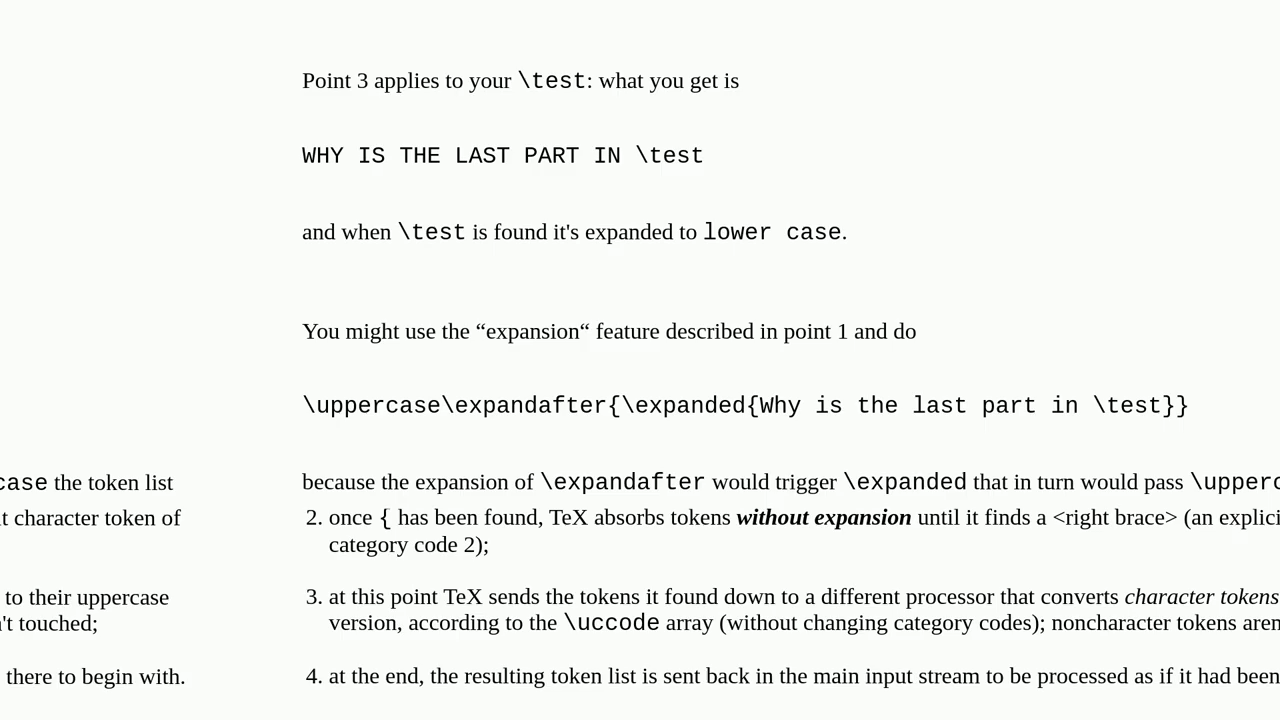 Point 3 applies to your \test: what you get is
WHY IS THE LAST PART IN \test
and when \test is found it's expanded to lower case.
You might use the “expansion“ feature described in point 1 and do
\uppercase\expandafter{\expanded{Why is the last part in \test}}
because the expansion of \expandafter would trigger \expanded that in turn would pass
the token list
2. once { has been found, TeX absorbs tokens without expansion until it finds a <right brace> (an
character token of
category code 2);
3. at this point TeX sends the tokens it found down to a different processor that converts character tokens
to their uppercase
version, according to the \uccode array (without changing category codes); noncharacter tokens
touched;
4. at the end, the resulting token list is sent back in the main input stream to be processed as if it had been
there to begin with.